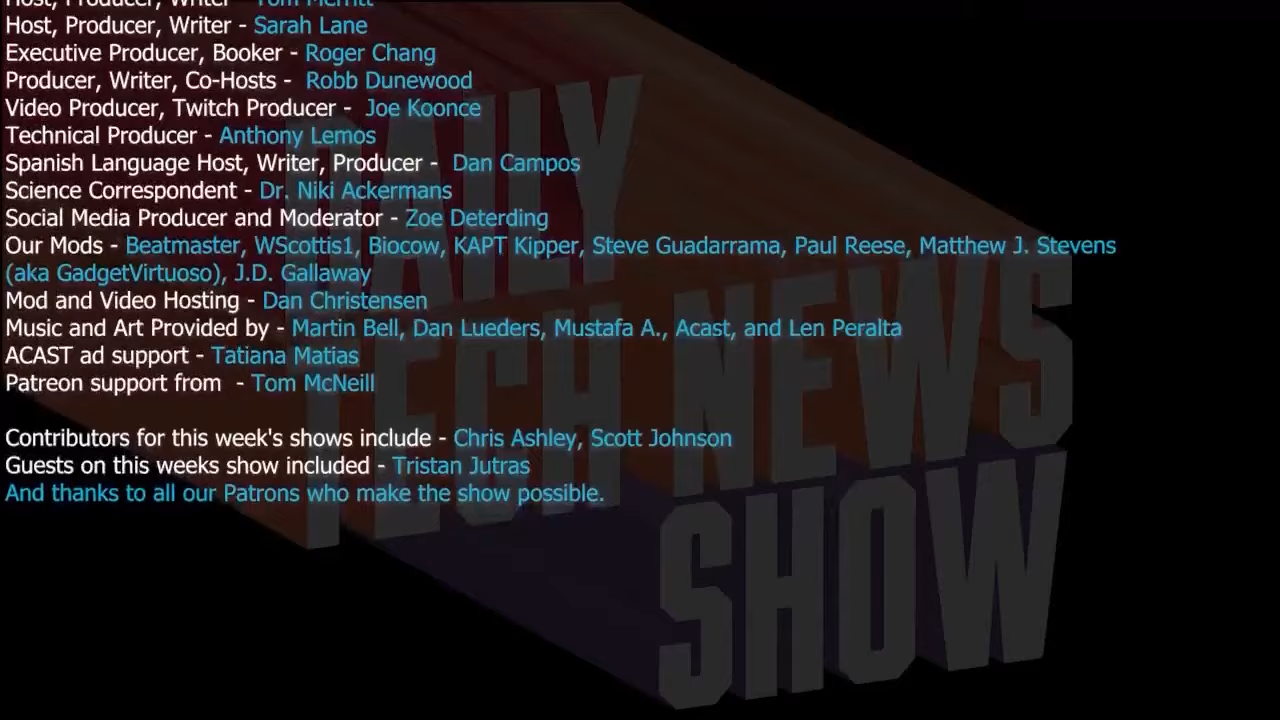 Host, Producer, Writer - Tom Merritt
Host, Producer, Writer - Sarah Lane
Executive Producer, Booker - Roger Chang
Producer, Writer, Co-Hosts - Robb Dunewood
Video Producer, Twitch Producer - Joe Koonce
Technical Producer - Anthony Lemos
Spanish Language Host, Writer, Producer - Dan Campos
Science Correspondent - Dr. Niki Ackermans
Social Media Producer and Moderator - Zoe Deterding
Our Mods - Beatmaster, WScottis1, Biocow, KAPT Kipper, Steve Guadarrama, Paul Reese, Matthew J. Stevens
(aka GadgetVirtuoso), J.D. Gallaway
Mod and Video Hosting - Dan Christensen
Music and Art Provided by - Martin Bell, Dan Lueders, Mustafa A., Acast, and Len Peralta
ACAST ad support - Tatiana Matias
Patreon support from - Tom McNeill
Contributors for this week's shows include - Chris Ashley, Scott Johnson
Guests on this weeks show included - Tristan Jutras
And thanks to all our Patrons who make the show possible.
DAILY
TECH NEWS
SHOW